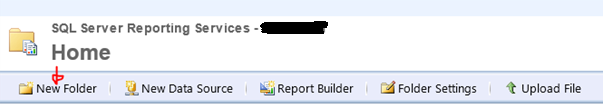 SQL Server Reporting Services -
Home
New Folder New Data Source Report Builder Folder Settings Upload File